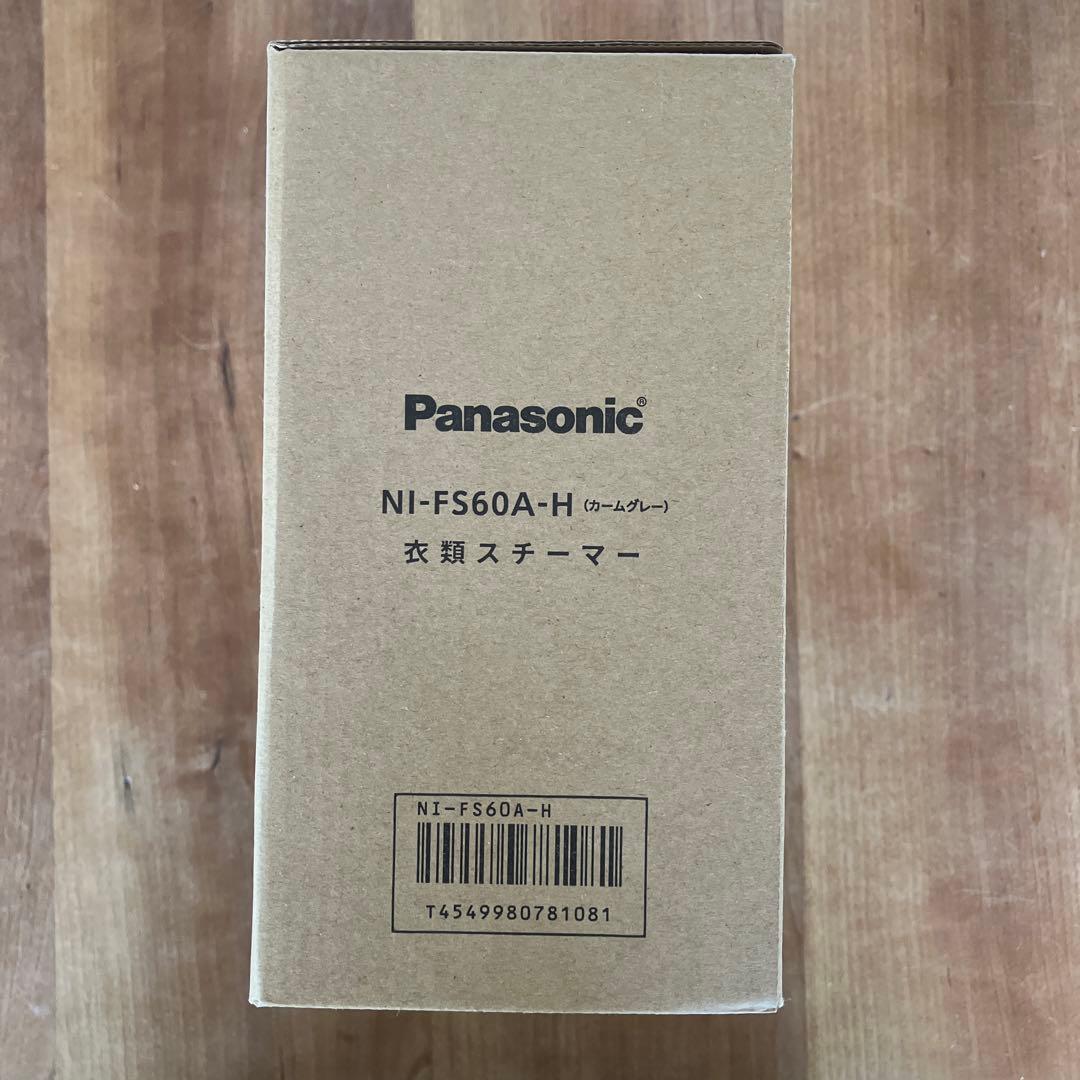 Panasonic®
NI-FS60A-H（カームグレー）
衣類スチーマー
NI-FS60A-H
T4549980781081